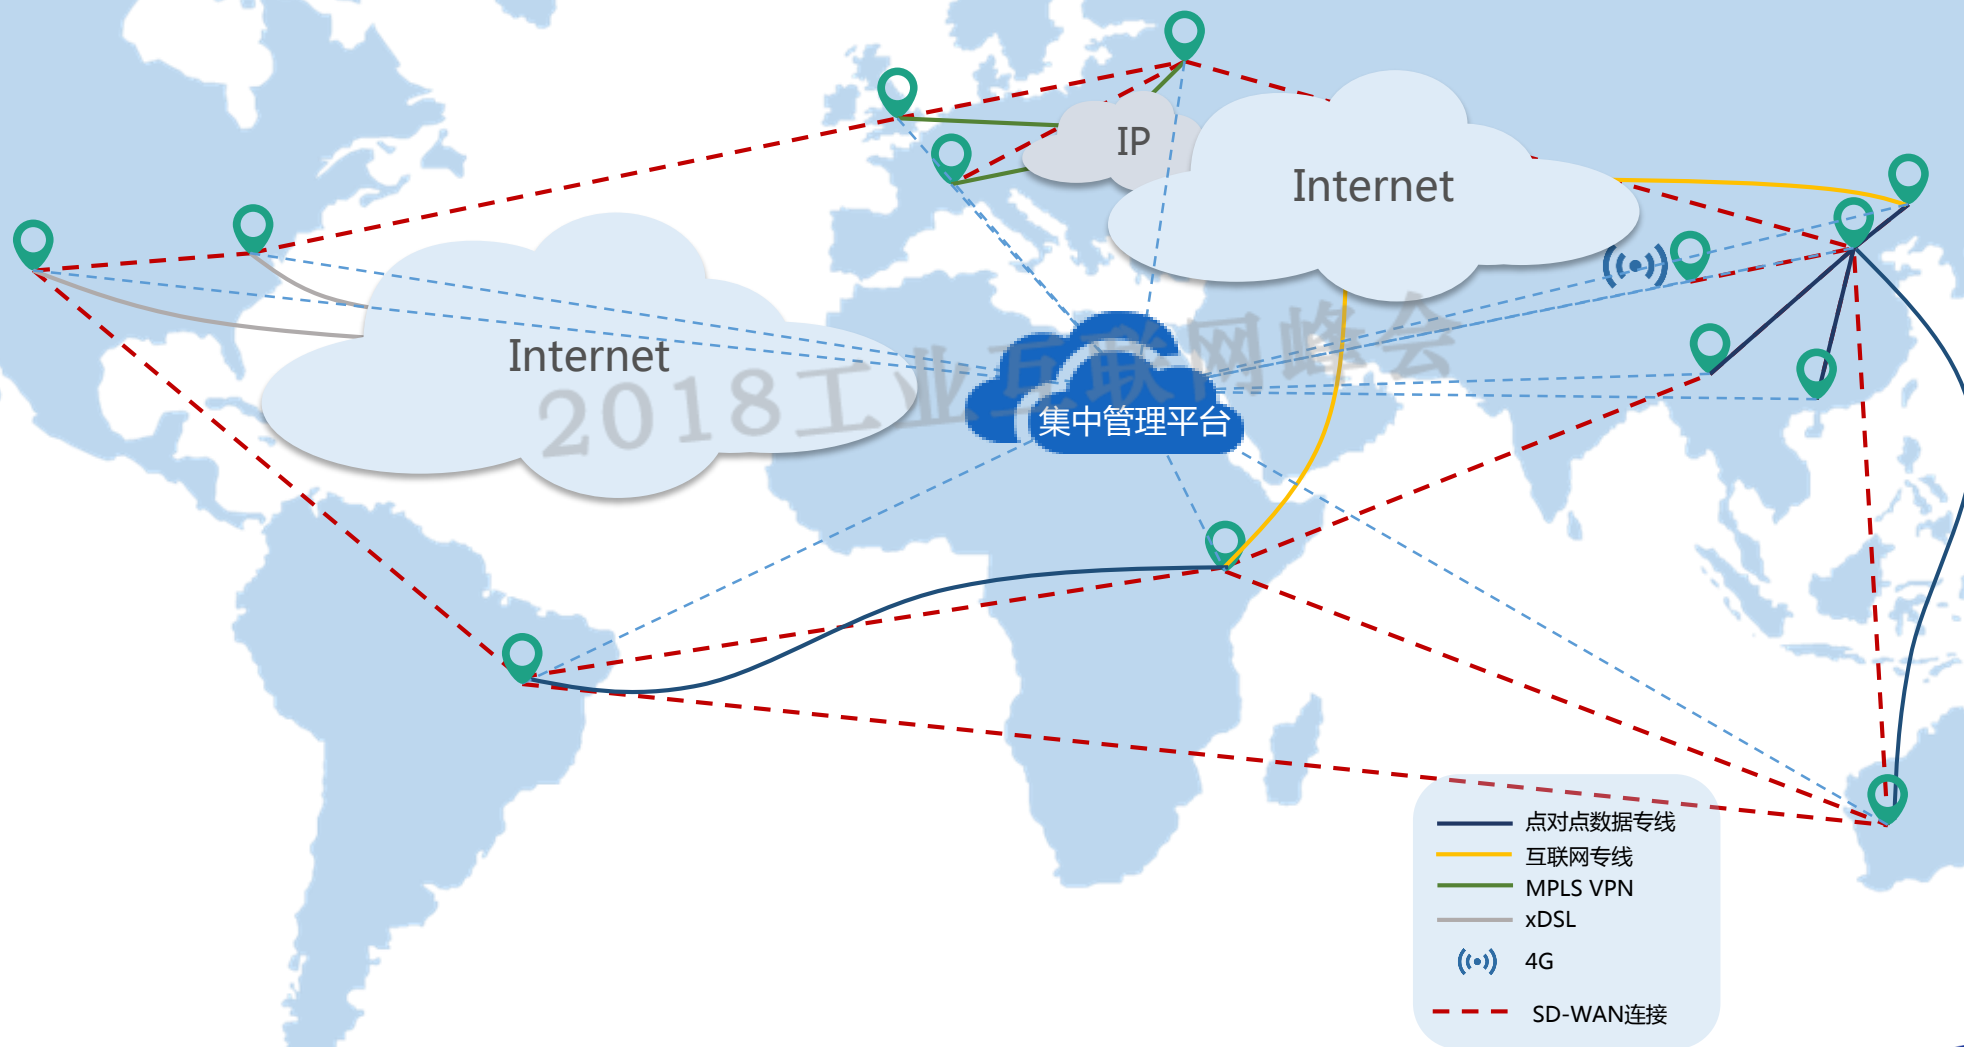 IP
Internet
Internet
2018工业互联网峰会
集中管理平台
点对点数据专线
互联网专线
MPLS VPN
xDSL
4G
SD-WAN连接